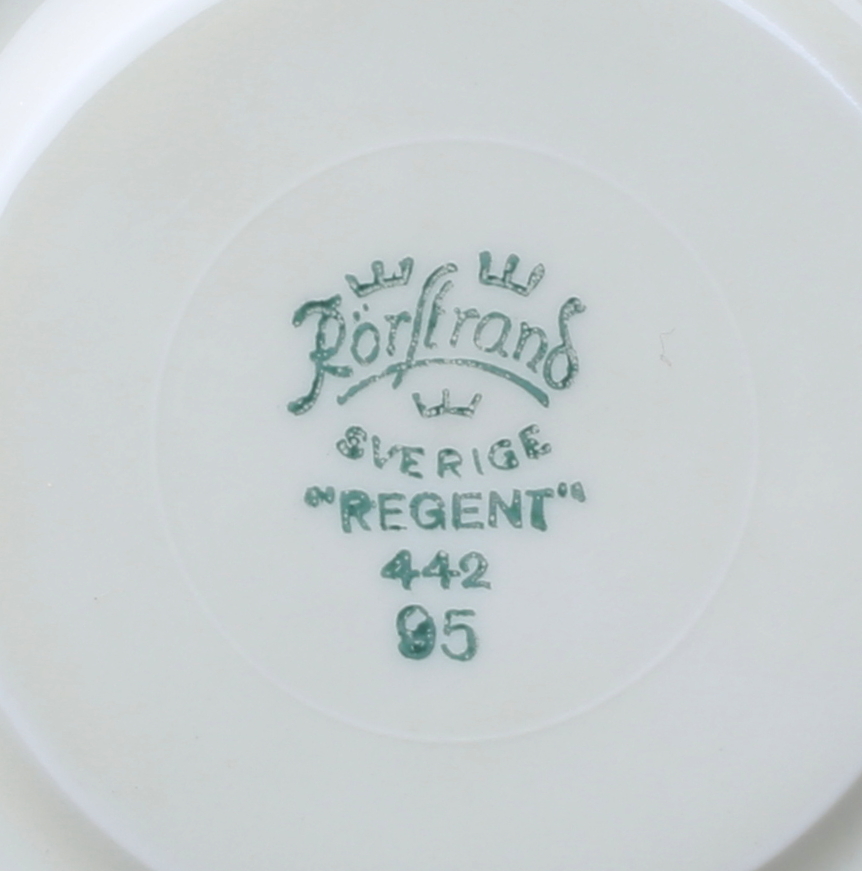 Rörstrand
SVERIGE
"REGENT"
442
95